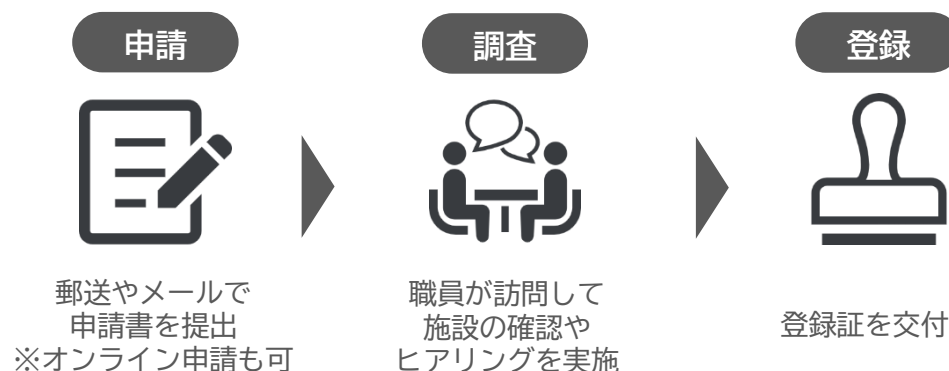 申請
郵送やメールで
申請書を提出
※オンライン申請も可
調査
職員が訪問して
施設の確認や
ヒアリングを実施
登録
登録証を交付